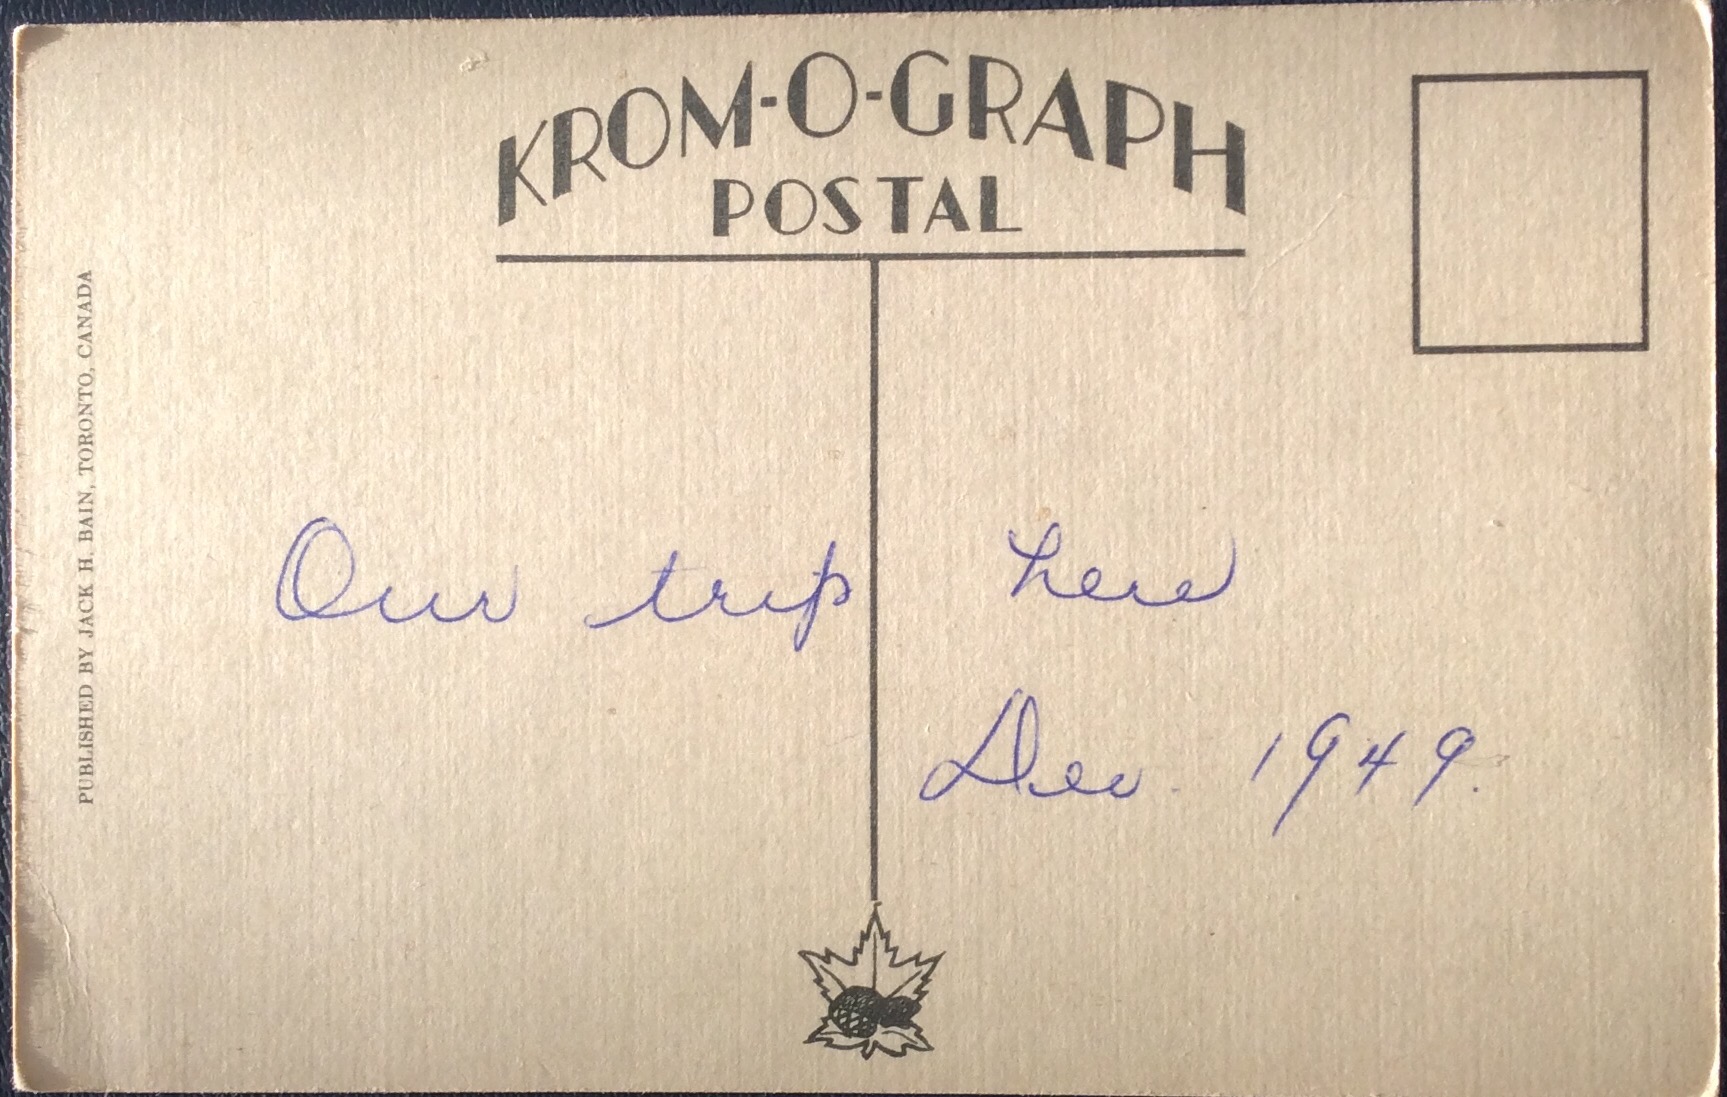 KROM-O-GRAPH
POSTAL
PUBLISHED BY JACK H. BAIN, TORONTO, CANADA
Our trip here
Dec. 1949.